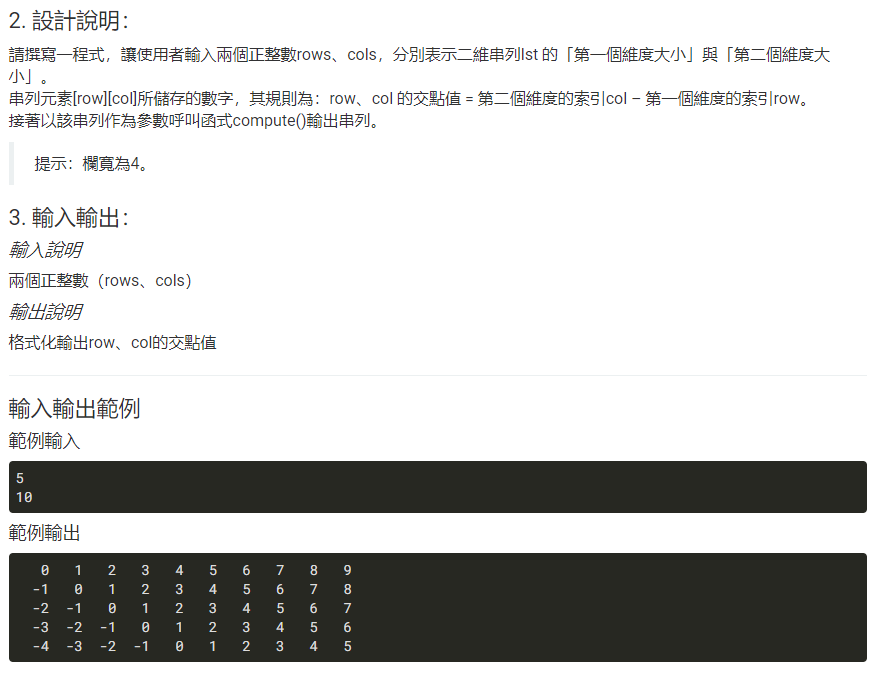 2. 設計說明：
請撰寫一程式，讓使用者輸入兩個正整數rows、cols，分別表示二維串列lst 的「第一個維度大小」與「第二個維度大
小」。
串列元素[row][col]所儲存的數字，其規則為：row、col 的交點值 = 第二個維度的索引col – 第一個維度的索引row。
接著以該串列作為參數呼叫函式compute()輸出串列。
提示：欄寬為4。
3. 輸入輸出：
輸入說明
兩個正整數（rows、cols）
輸出說明
格式化輸出row、col的交點值
輸入輸出範例
範例輸入
5
10
範例輸出
   0   1   2   3   4   5   6   7   8   9
  -1   0   1   2   3   4   5   6   7   8
  -2  -1   0   1   2   3   4   5   6   7
  -3  -2  -1   0   1   2   3   4   5   6
  -4  -3  -2  -1   0   1   2   3   4   5